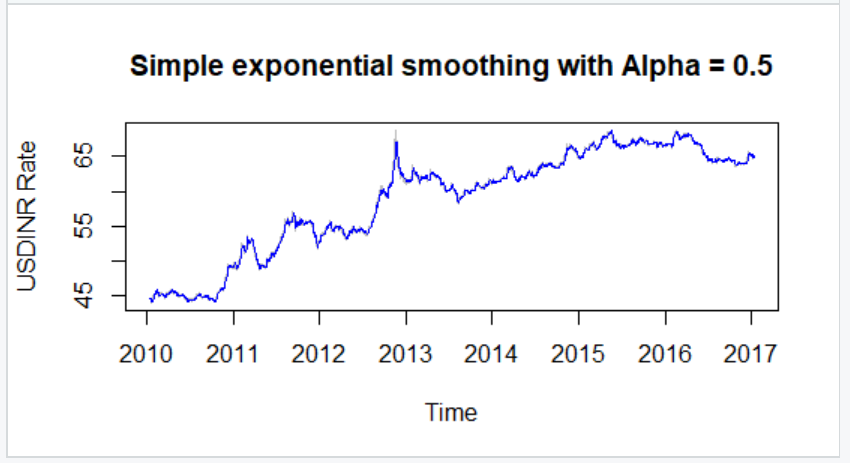 Simple exponential smoothing with Alpha = 0.5
USDINR Rate
65
55
45
2010 2011 2012 2013 2014 2015 2016 2017
Time